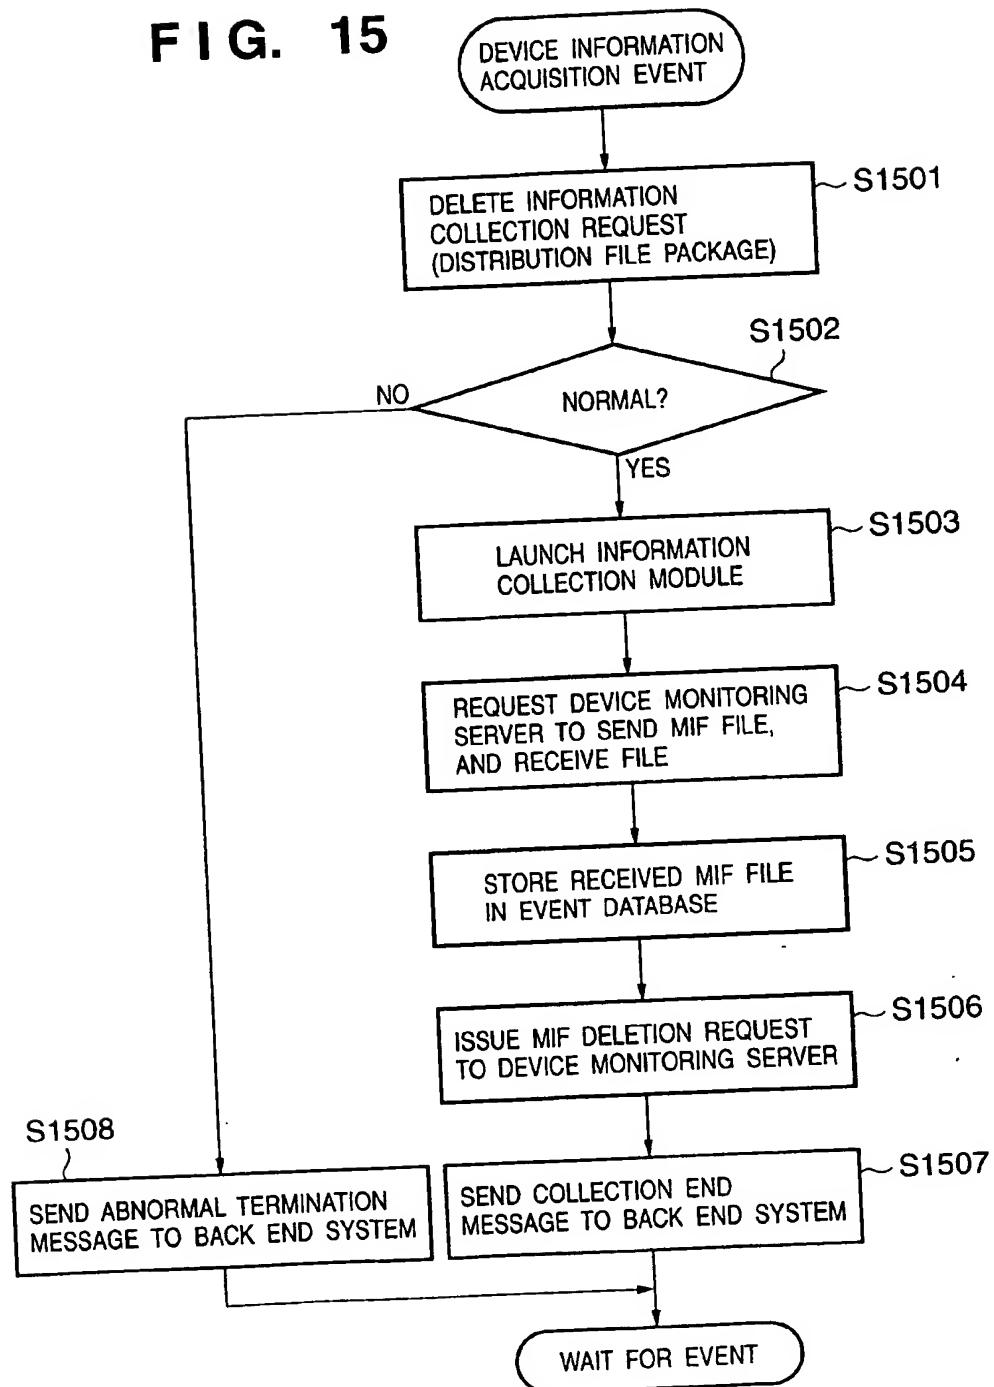 FIG. 15
DEVICE INFORMATION
ACQUISITION EVENT
S1501
DELETE INFORMATION
COLLECTION REQUEST
(DISTRIBUTION FILE PACKAGE)
S1502
NO
NORMAL?
YES
S1503
LAUNCH INFORMATION
COLLECTION MODULE
S1504
REQUEST DEVICE MONITORING
SERVER TO SEND MIF FILE,
AND RECEIVE FILE
S1505
STORE RECEIVED MIF FILE
IN EVENT DATABASE
S1506
ISSUE MIF DELETION REQUEST
TO DEVICE MONITORING SERVER
S1508
SEND ABNORMAL TERMINATION
MESSAGE TO BACK END SYSTEM
S1507
SEND COLLECTION END
MESSAGE TO BACK END SYSTEM
WAIT FOR EVENT